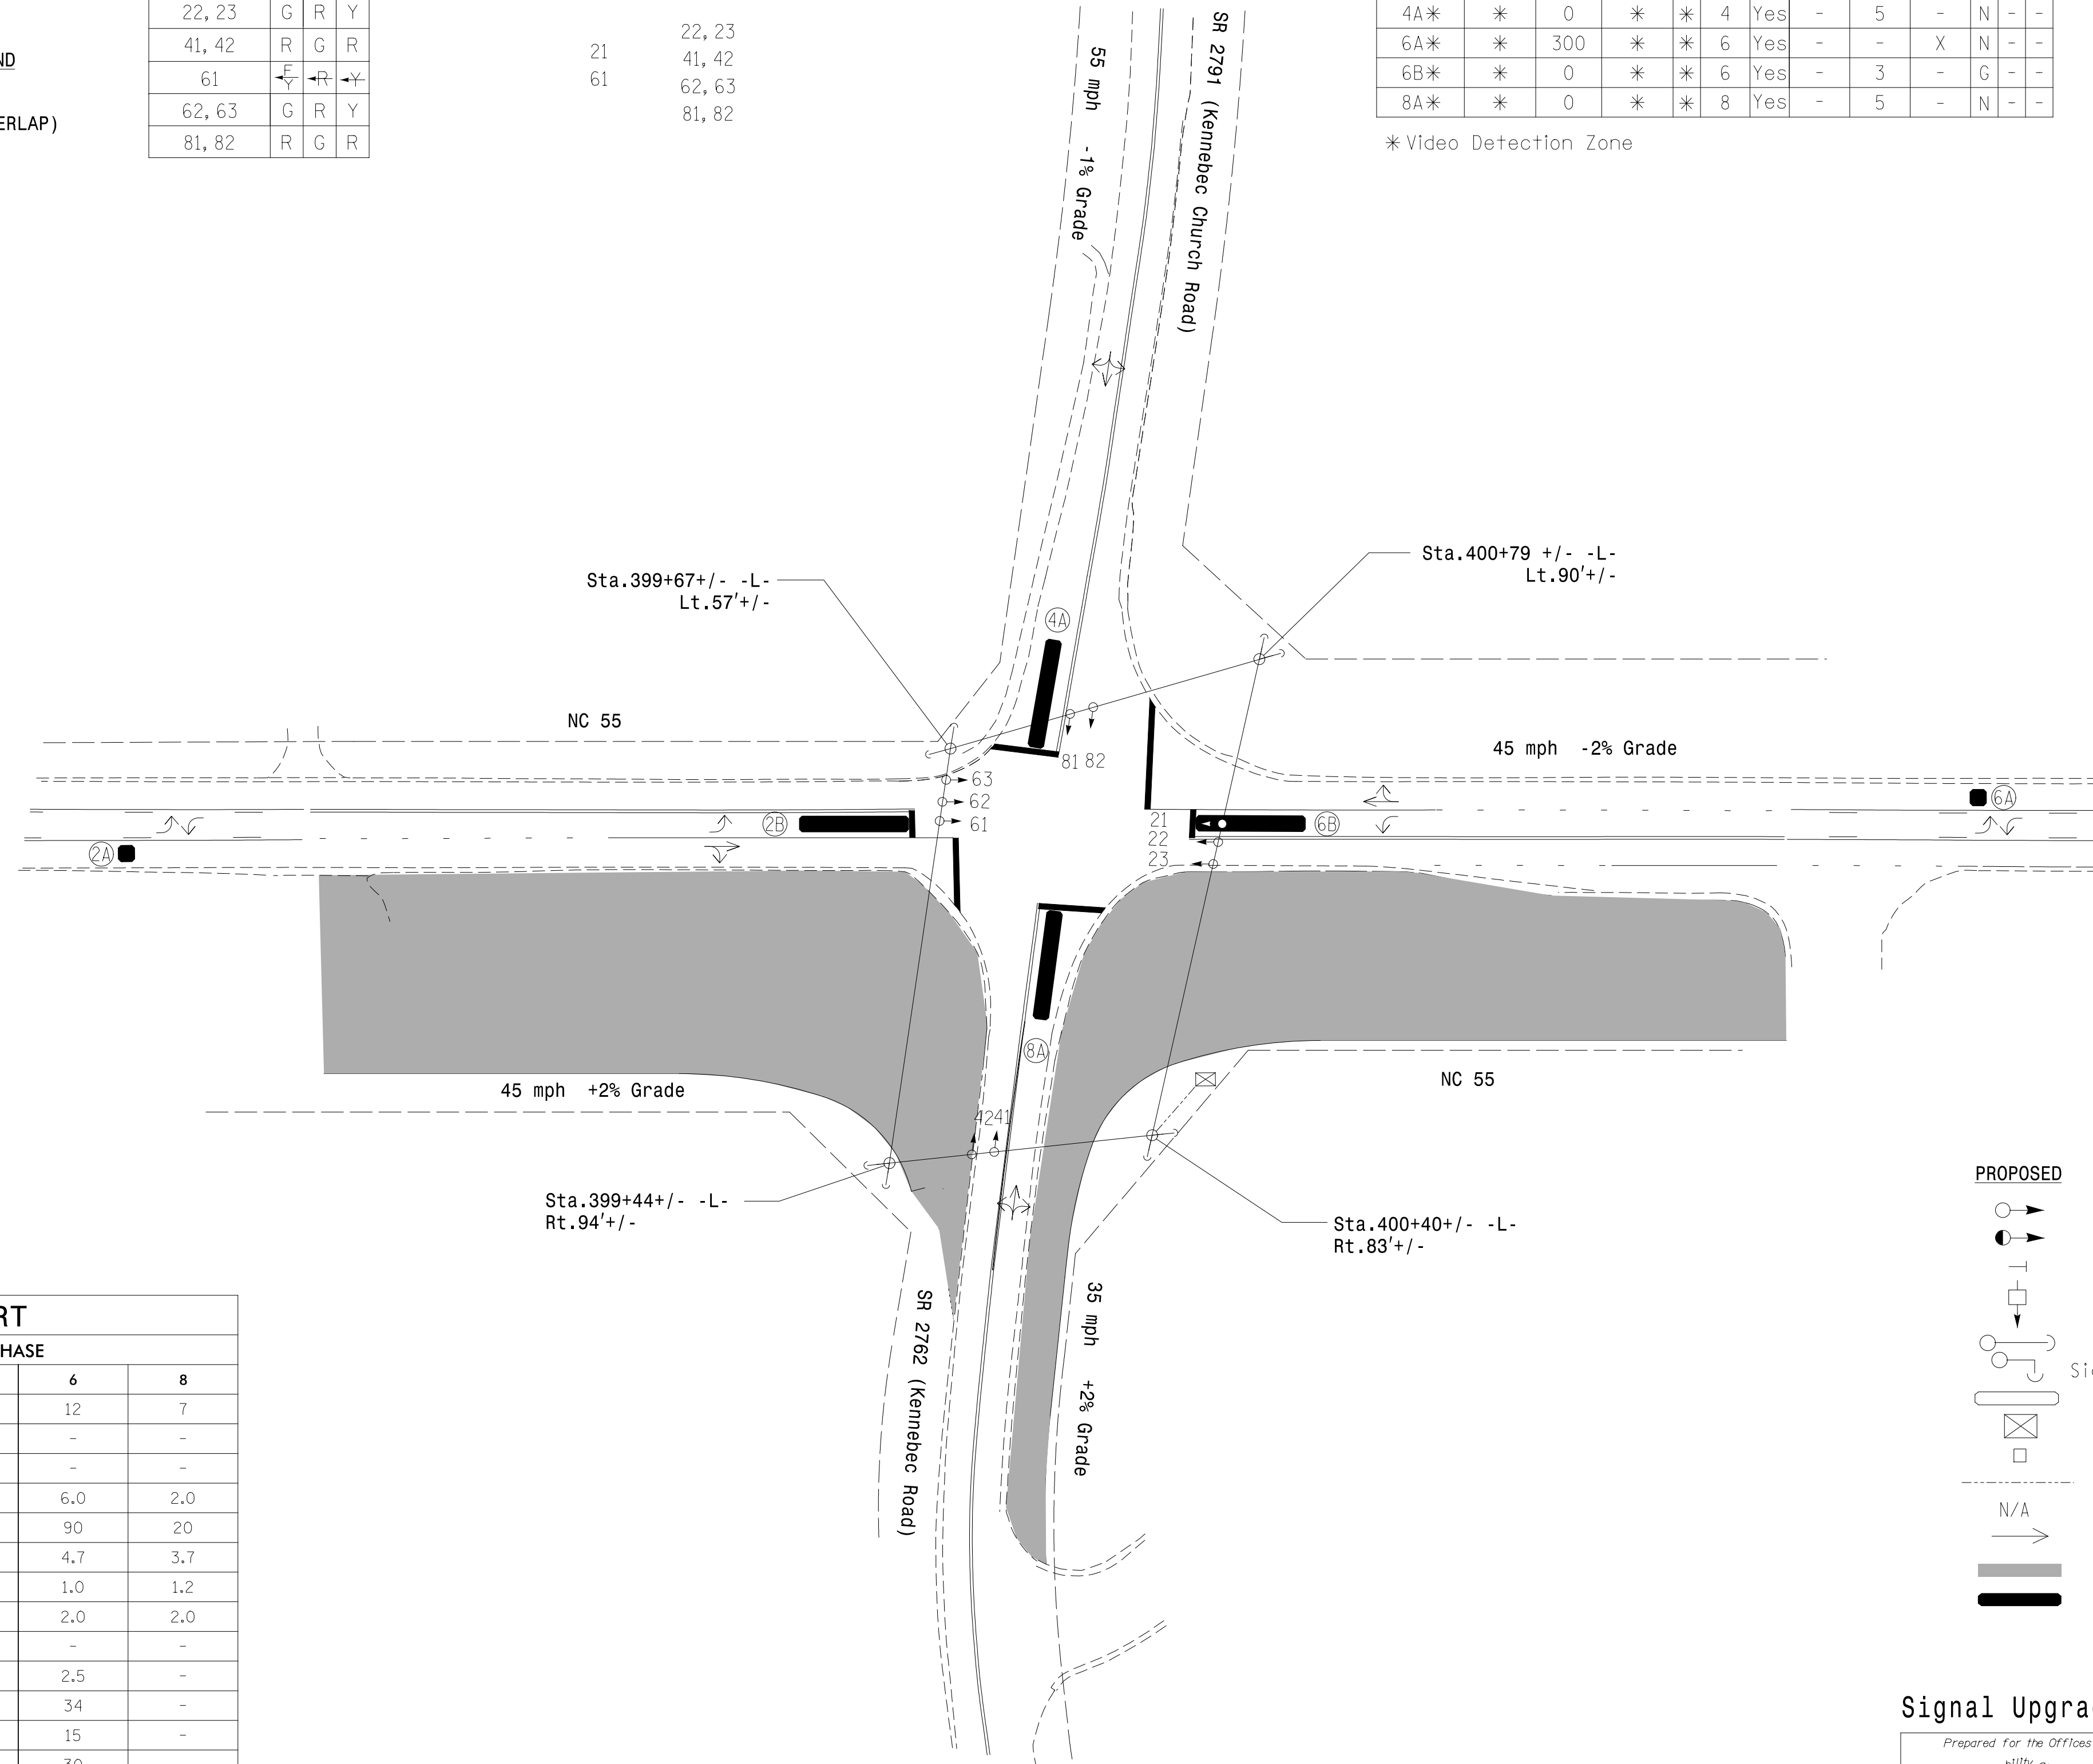 22, 23 G R Y
41, 42 R G R
61 F Y R Y
62, 63 G R Y
81, 82 R G R
ND
ERLAP)
21
61
22, 23
41, 42
62, 63
81, 82
4A* * 0 * * 4 Yes - 5 - N - -
6A* * 300 * * 6 Yes - - X N - -
6B* * 0 * * 6 Yes - 3 - G - -
8A* * 0 * * 8 Yes - 5 - N - -
* Video Detection Zone
55 mph -1% Grade
SR 2791 (Kennebec Church Road)
Sta.399+67+/- -L-
Lt.57'+/-
Sta.400+79 +/- -L-
Lt.90'+/-
4A
NC 55
45 mph -2% Grade
81 82
63
62
61
2B
2A
21
22
23
6B
6A
8A
45 mph +2% Grade
NC 55
42 41
Sta.399+44+/- -L-
Rt.94'+/-
Sta.400+40+/- -L-
Rt.83'+/-
SR 2762 (Kennebec Road)
35 mph +2% Grade
PROPOSED
Sig
N/A
RT
HASE
6 8
12 7
- -
- -
6.0 2.0
90 20
4.7 3.7
1.0 1.2
2.0 2.0
- -
2.5 -
34 -
15 -
30
Signal Upgra
Prepared for the Offices